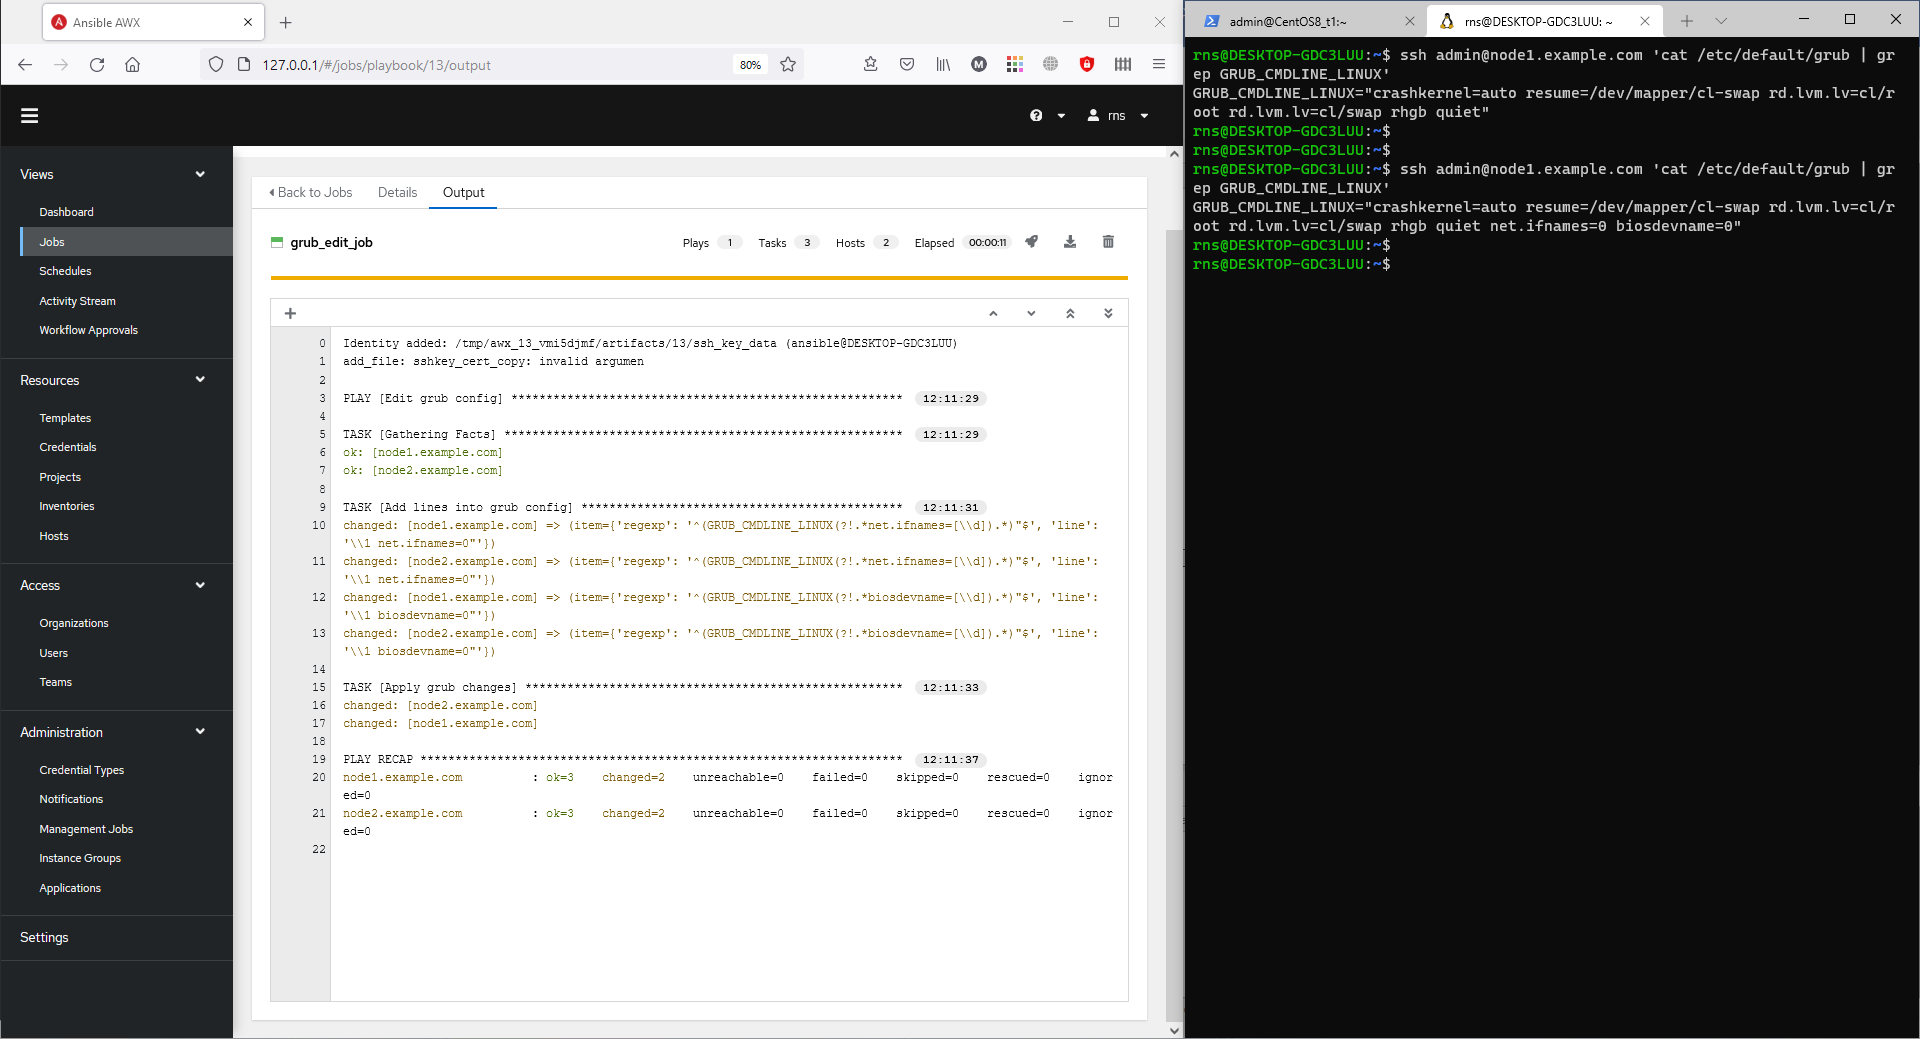 Ansible AWX
127.0.0.1/#/jobs/playbook/13/output
80%
rns
Views
Dashboard
Jobs
Schedules
Activity Stream
Workflow Approvals
Resources
Templates
Credentials
Projects
Inventories
Hosts
Access
Organizations
Users
Teams
Administration
Credential Types
Notifications
Management Jobs
Instance Groups
Applications
Settings
Back to Jobs Details Output
grub_edit_job Plays 1 Tasks 3 Hosts 2 Elapsed 00:00:11
0 Identity added: /tmp/awx_13_vmi5djmf/artifacts/13/ssh_key_data (ansible@DESKTOP-GDC3LUU)
1 add_file: sshkey_cert_copy: invalid argumen
2
3 PLAY [Edit grub config] ******************************************************** 12:11:29
4
5 TASK [Gathering Facts] ********************************************************* 12:11:29
6 ok: [node1.example.com]
7 ok: [node2.example.com]
8
9 TASK [Add lines into grub config] ********************************************** 12:11:31
10 changed: [node1.example.com] => (item={'regexp': '^(GRUB_CMDLINE_LINUX(?!.*net.ifnames=[\\d]).*)"$', 'line':
'\\1 net.ifnames=0"'})
11 changed: [node2.example.com] => (item={'regexp': '^(GRUB_CMDLINE_LINUX(?!.*net.ifnames=[\\d]).*)"$', 'line':
'\\1 net.ifnames=0"'})
12 changed: [node1.example.com] => (item={'regexp': '^(GRUB_CMDLINE_LINUX(?!.*biosdevname=[\\d]).*)"$', 'line':
'\\1 biosdevname=0"'})
13 changed: [node2.example.com] => (item={'regexp': '^(GRUB_CMDLINE_LINUX(?!.*biosdevname=[\\d]).*)"$', 'line':
'\\1 biosdevname=0"'})
14
15 TASK [Apply grub changes] ****************************************************** 12:11:33
16 changed: [node2.example.com]
17 changed: [node1.example.com]
18
19 PLAY RECAP ********************************************************************* 12:11:37
20 node1.example.com : ok=3 changed=2 unreachable=0 failed=0 skipped=0 rescued=0 ignor
ed=0
21 node2.example.com : ok=3 changed=2 unreachable=0 failed=0 skipped=0 rescued=0 ignor
ed=0
22
admin@CentOS8_t1:~
rns@DESKTOP-GDC3LUU: ~
rns@DESKTOP-GDC3LUU:~$ ssh admin@node1.example.com 'cat /etc/default/grub | gr
ep GRUB_CMDLINE_LINUX'
GRUB_CMDLINE_LINUX="crashkernel=auto resume=/dev/mapper/cl-swap rd.lvm.lv=cl/r
oot rd.lvm.lv=cl/swap rhgb quiet"
rns@DESKTOP-GDC3LUU:~$
rns@DESKTOP-GDC3LUU:~$
rns@DESKTOP-GDC3LUU:~$ ssh admin@node1.example.com 'cat /etc/default/grub | gr
ep GRUB_CMDLINE_LINUX'
GRUB_CMDLINE_LINUX="crashkernel=auto resume=/dev/mapper/cl-swap rd.lvm.lv=cl/r
oot rd.lvm.lv=cl/swap rhgb quiet net.ifnames=0 biosdevname=0"
rns@DESKTOP-GDC3LUU:~$
rns@DESKTOP-GDC3LUU:~$